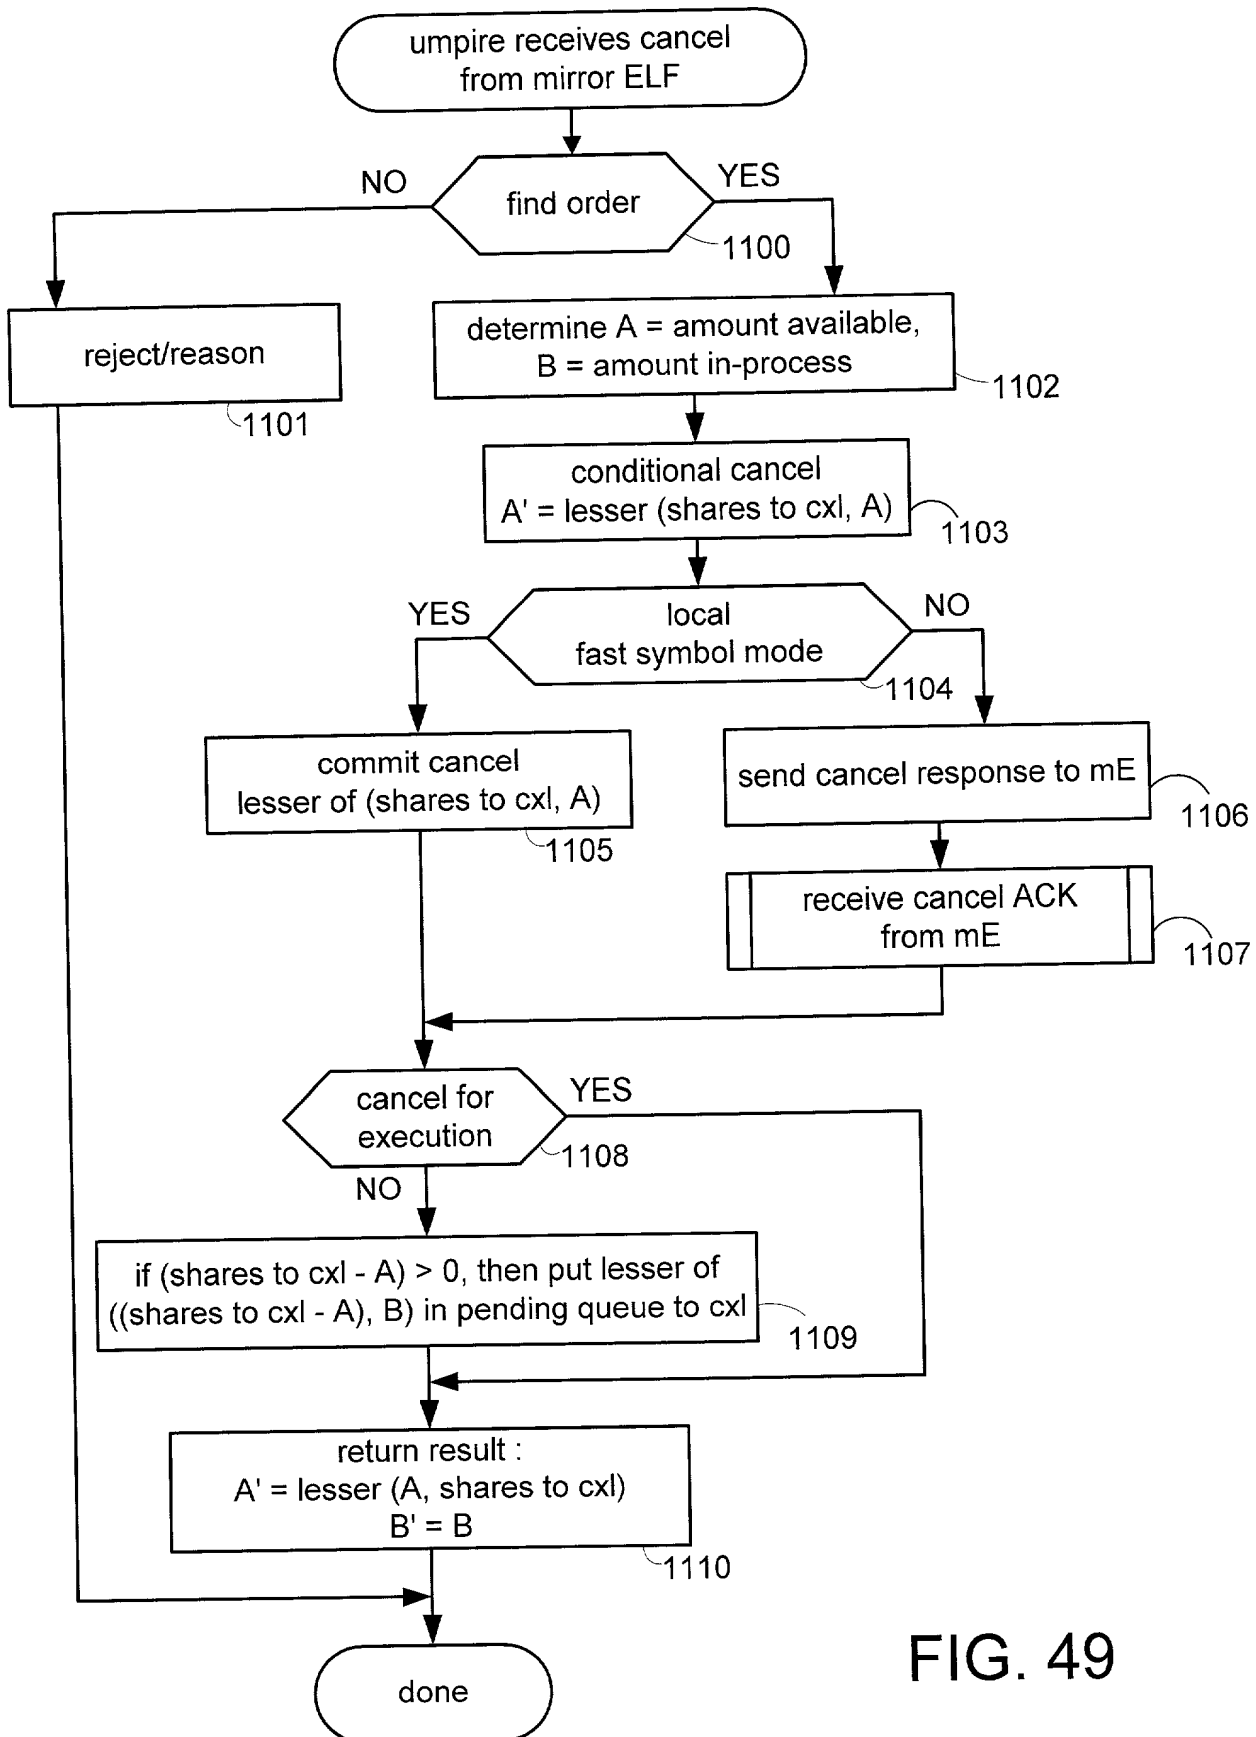 umpire receives cancel
from mirror ELF
NO
YES
find order
1100
reject/reason
1101
determine A = amount available,
B = amount in-process
1102
conditional cancel
A' = lesser (shares to cxl, A)
1103
YES
NO
local
fast symbol mode
1104
commit cancel
lesser of (shares to cxl, A)
1105
send cancel response to mE
1106
receive cancel ACK
from mE
1107
cancel for
execution
YES
1108
NO
if (shares to cxl - A) > 0, then put lesser of
((shares to cxl - A), B) in pending queue to cxl
1109
return result :
A' = lesser (A, shares to cxl)
B' = B
1110
done
FIG. 49